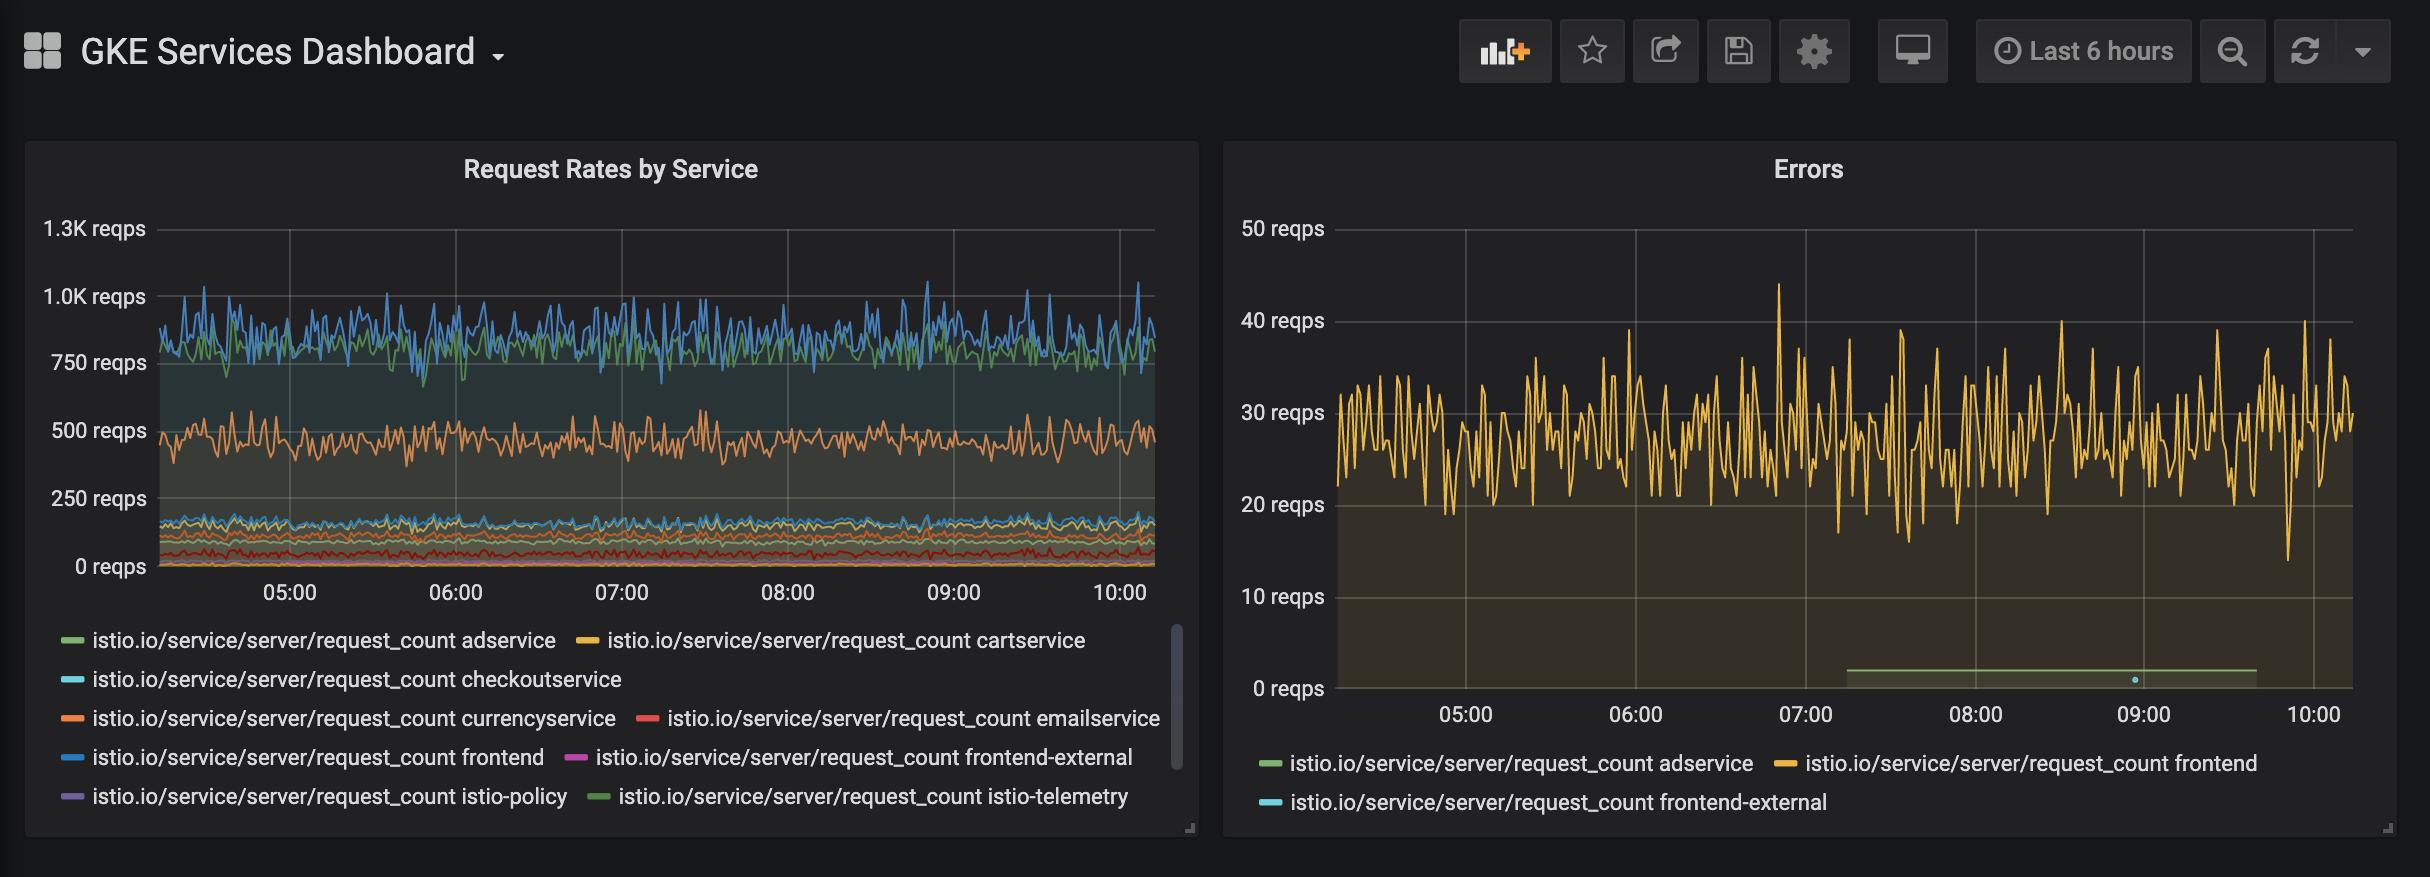 GKE Services Dashboard
Last 6 hours
Request Rates by Service
1.3K reqps
1.0K reqps
750 reqps
500 reqps
250 reqps
0 reqps
05:00 06:00 07:00 08:00 09:00 10:00
istio.io/service/server/request_count adservice istio.io/service/server/request_count cartservice
istio.io/service/server/request_count checkoutservice
istio.io/service/server/request_count currencyservice istio.io/service/server/request_count emailservice
istio.io/service/server/request_count frontend istio.io/service/server/request_count frontend-external
istio.io/service/server/request_count istio-policy istio.io/service/server/request_count istio-telemetry
Errors
50 reqps
40 reqps
30 reqps
20 reqps
10 reqps
0 reqps
05:00 06:00 07:00 08:00 09:00 10:00
istio.io/service/server/request_count adservice istio.io/service/server/request_count frontend
istio.io/service/server/request_count frontend-external